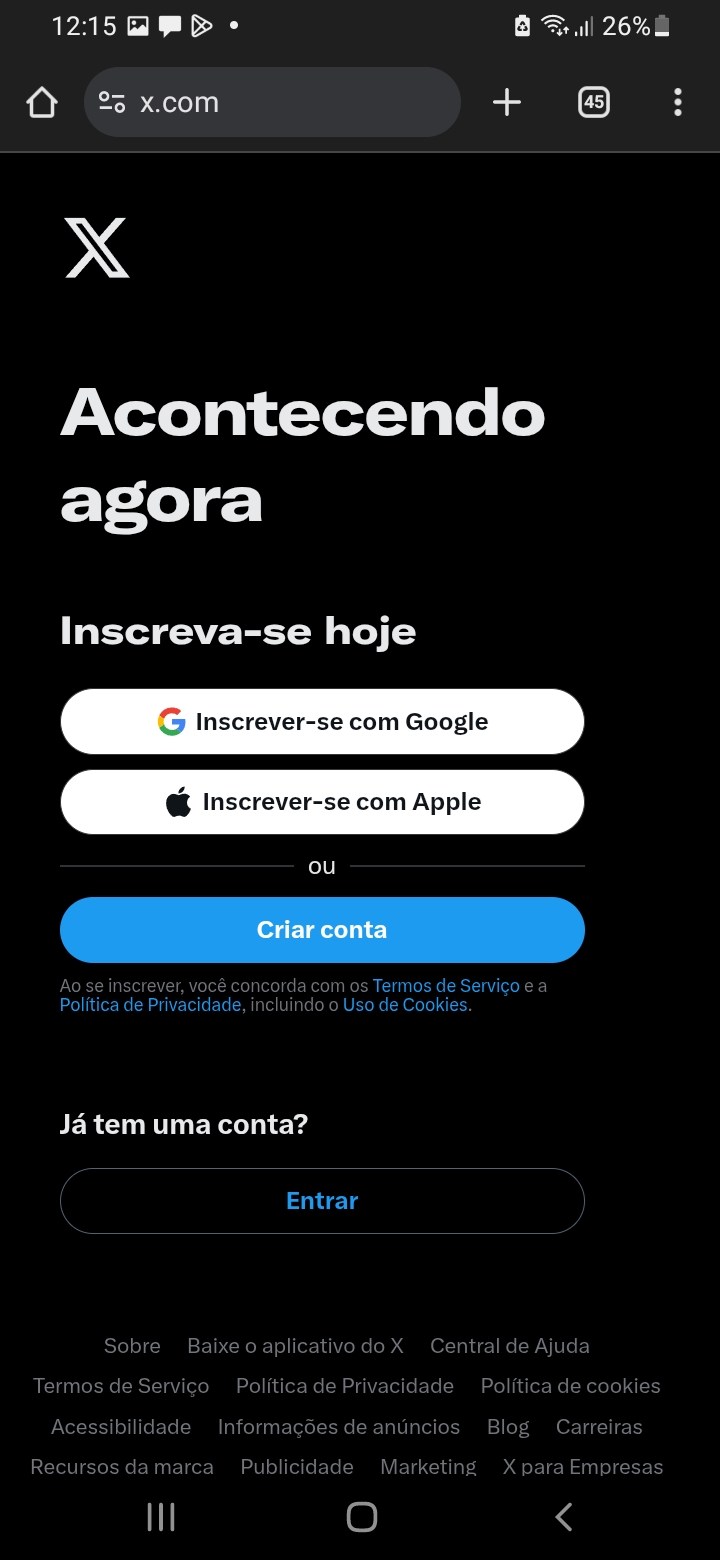 12:15
26%
x.com
45
Acontecendo
agora
Inscreva-se hoje
Inscrever-se com Google
Inscrever-se com Apple
ou
Criar conta
Ao se inscrever, você concorda com os Termos de Serviço e a
Política de Privacidade, incluindo o Uso de Cookies.
Já tem uma conta?
Entrar
Sobre Baixe o aplicativo do X Central de Ajuda
Termos de Serviço Política de Privacidade Política de cookies
Acessibilidade Informações de anúncios Blog Carreiras
Recursos da marca Publicidade Marketing X para Empresas